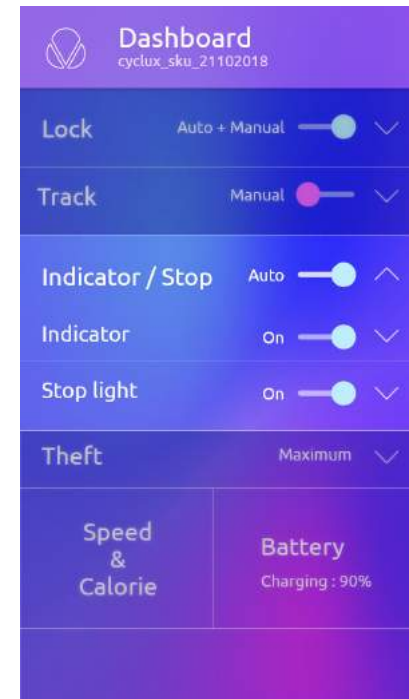 Dashboard
cyclux_sku_21102018
Lock Auto + Manual
Track Manual
Indicator / Stop Auto
Indicator On
Stop light On
Theft Maximum
Speed
&
Calorie
Battery
Charging : 90%